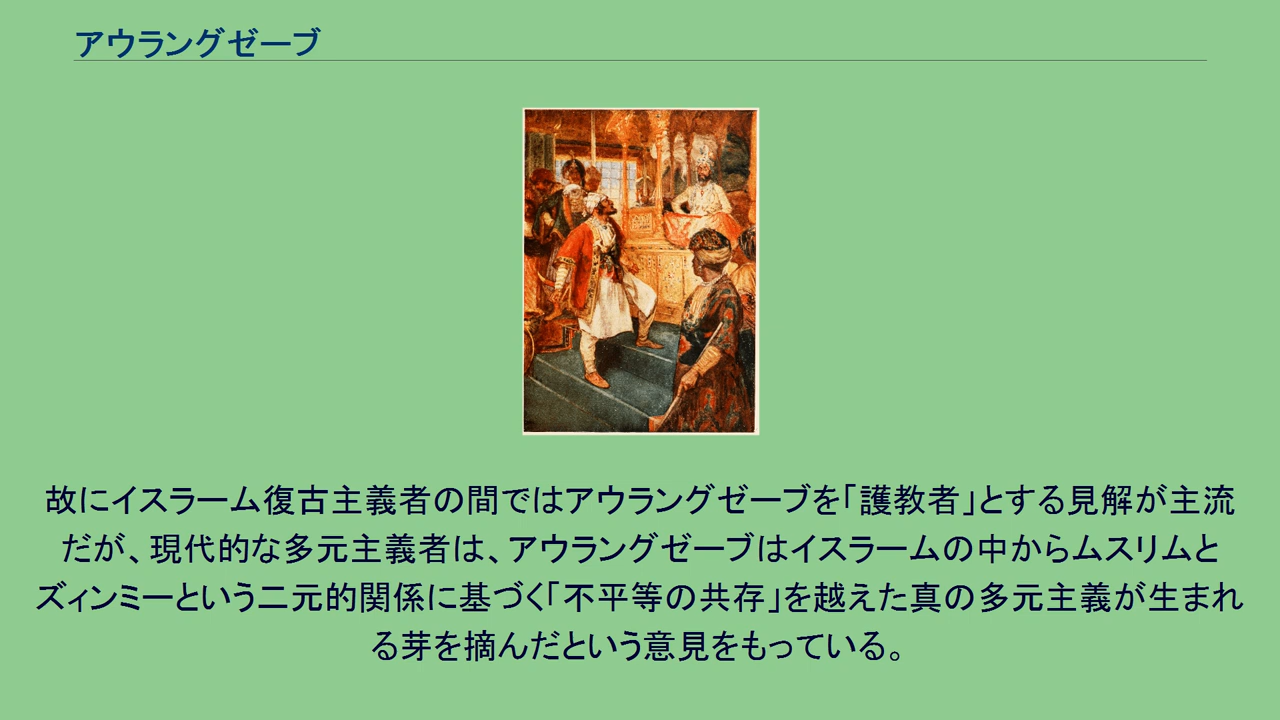 アウラングゼーブ
故にイスラーム復古主義者の間ではアウラングゼーブを「護教者」とする見解が主流
だが、現代的な多元主義者は、アウラングゼーブはイスラームの中からムスリムと
ズィンミーという二元的関係に基づく「不平等の共存」を越えた真の多元主義が生まれ
る芽を摘んだという意見をもっている。